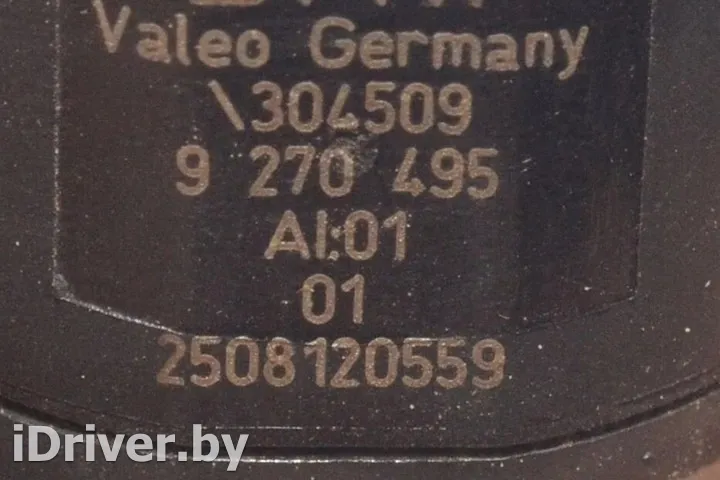 Valeo Germany
\304509
9 270 495
AI:01
01
2508120559
iDriver.by